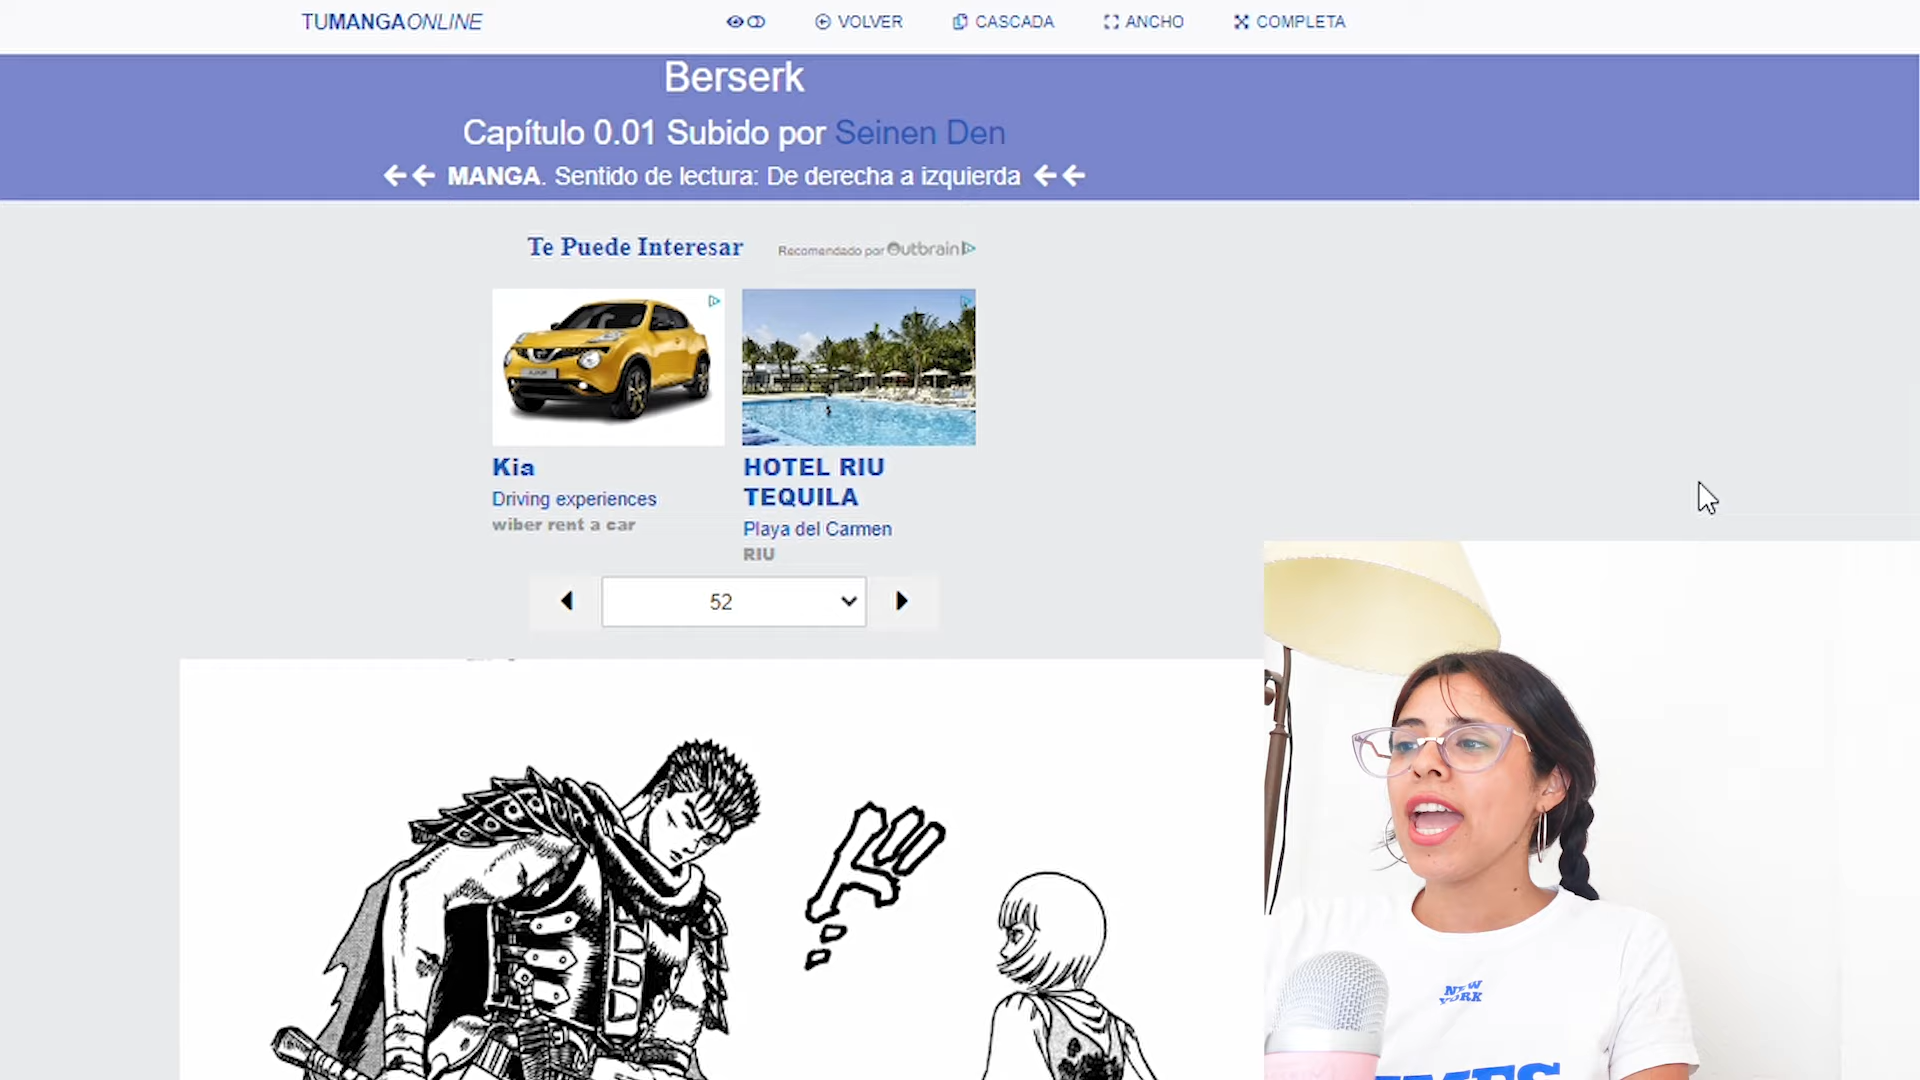 TUMANGAONLINE
VOLVER
CASCADA
ANCHO
COMPLETA
Berserk
Capítulo 0.01 Subido por Seinen Den
MANGA. Sentido de lectura: De derecha a izquierda
Te Puede Interesar
Recomendado por Outbrain
Kia
Driving experiences
wiber rent a car
HOTEL RIU
TEQUILA
Playa del Carmen
RIU
52
NEW
YORK